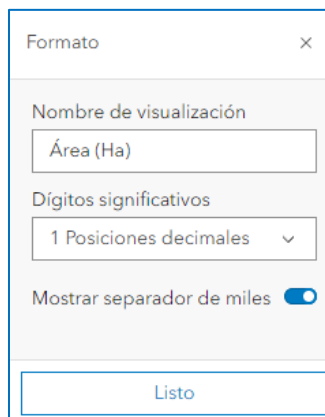 Formato
Nombre de visualización
Área (Ha)
Dígitos significativos
1 Posiciones decimales
Mostrar separador de miles
Listo